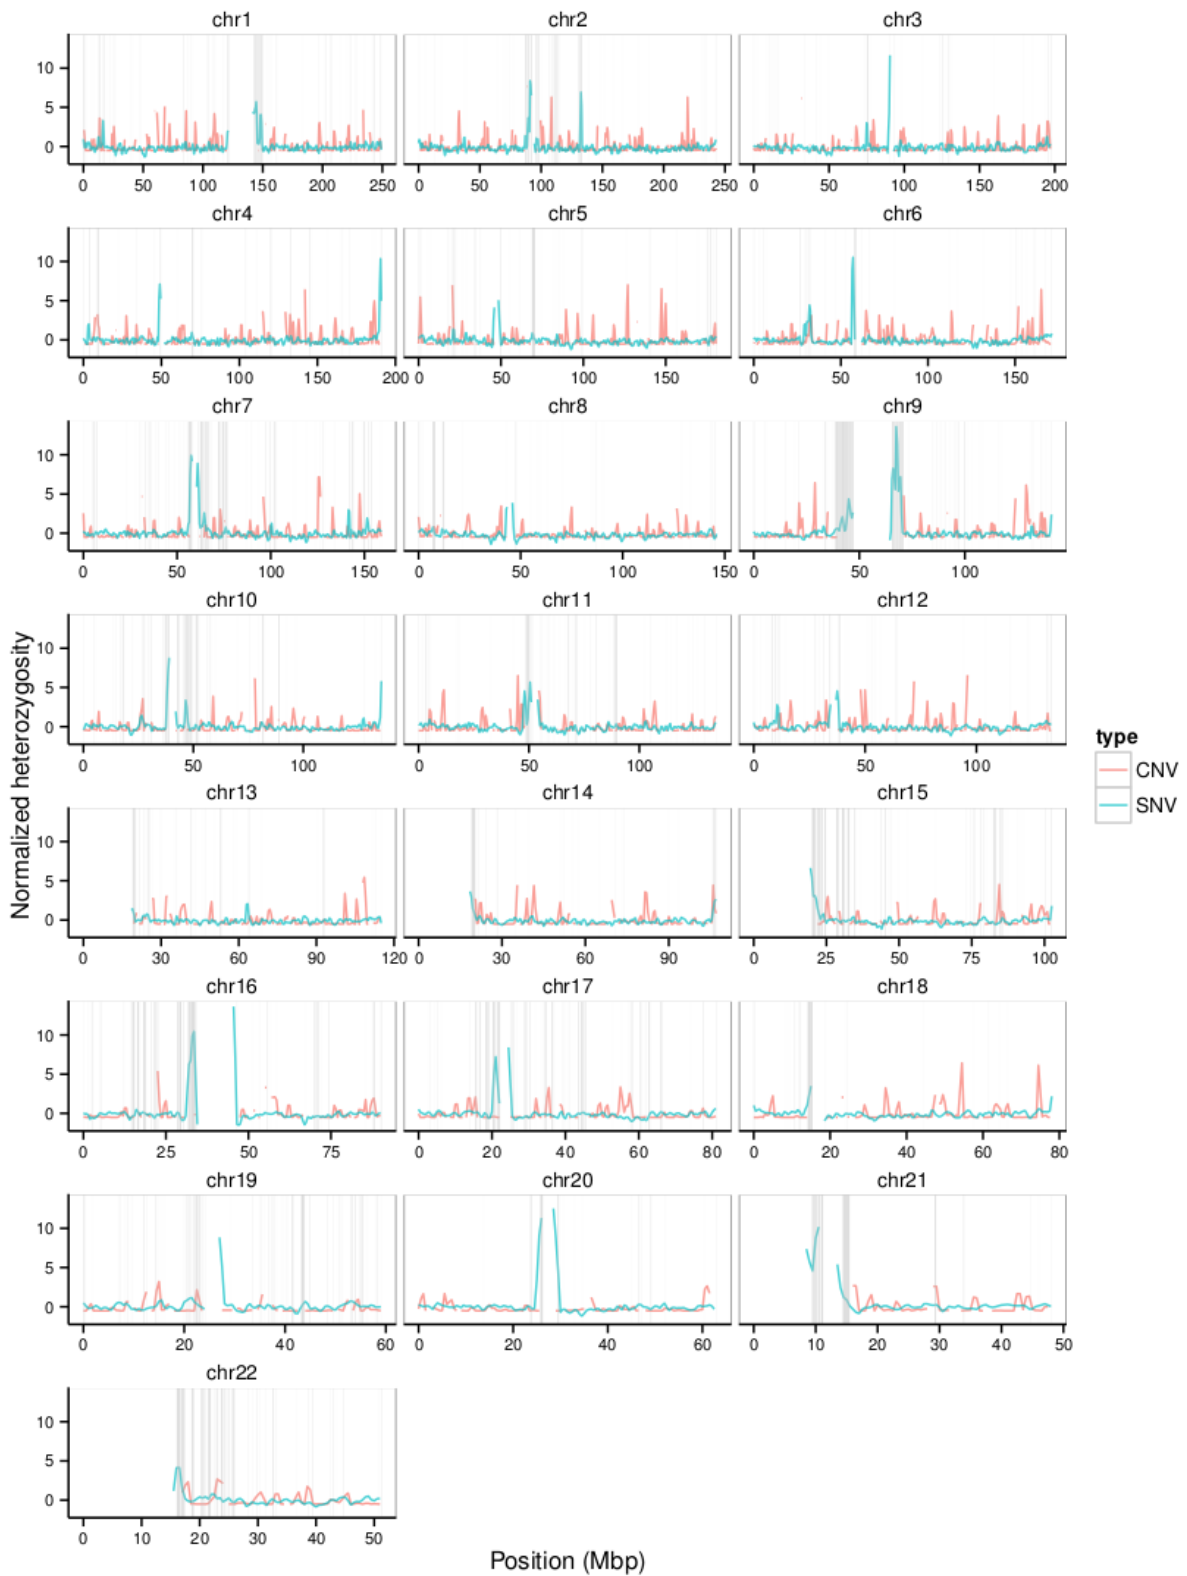 chr1 chr2 chr3
10
5
0
0 50 100 150 200 250 0 50 100 150 200 250 0 50 100 150 200
chr4 chr5 chr6
10
5
0
0 50 100 150 200 0 50 100 150 0 50 100 150
chr7 chr8 chr9
10
5
0
0 50 100 150 0 50 100 150 0 50 100
chr10 chr11 chr12
10
5
0
0 50 100 0 50 100 0 50 100
Normalized heterozygosity
type
CNV
SNV
chr13 chr14 chr15
10
5
0
0 30 60 90 120 0 30 60 90 0 25 50 75 100
chr16 chr17 chr18
10
5
0
0 25 50 75 0 20 40 60 80 0 20 40 60 80
chr19 chr20 chr21
10
5
0
0 20 40 60 0 20 40 60 0 10 20 30 40 50
chr22
10
5
0
0 10 20 30 40 50
Position (Mbp)